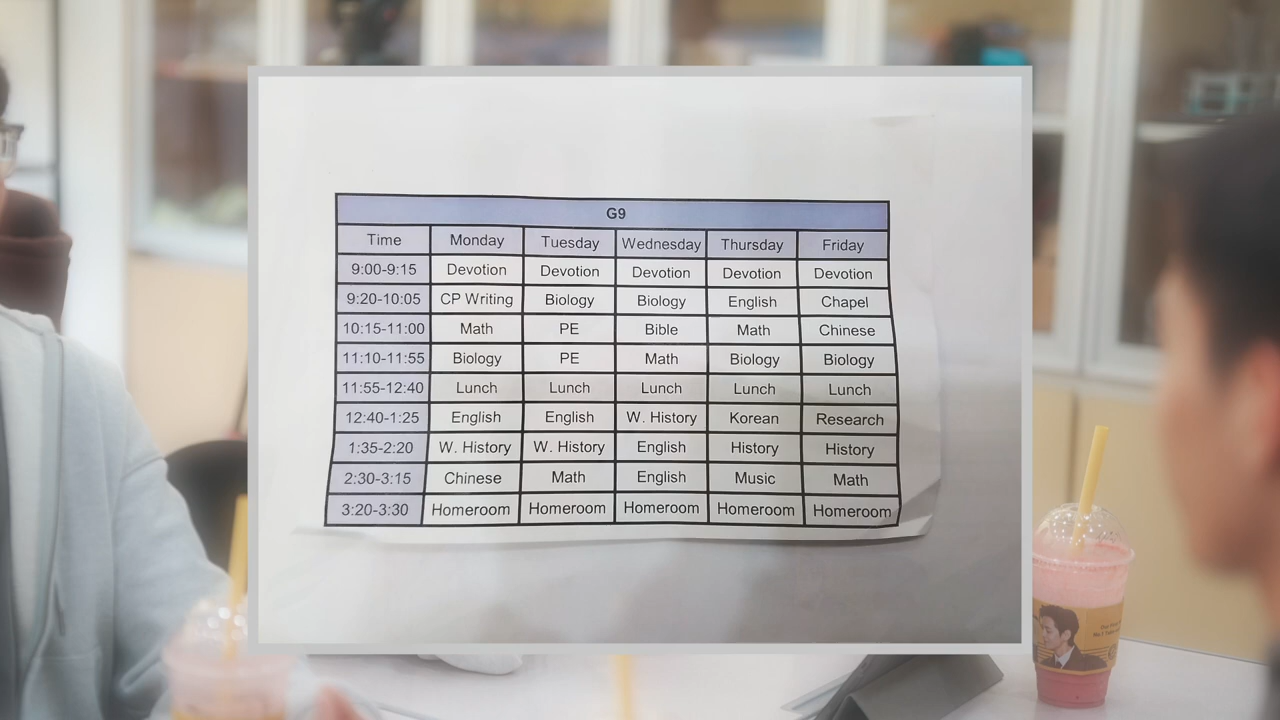 G9
Time Monday Tuesday Wednesday Thursday Friday
9:00-9:15 Devotion Devotion Devotion Devotion Devotion
9:20-10:05 CP Writing Biology Biology English Chapel
10:15-11:00 Math PE Bible Math Chinese
11:10-11:55 Biology PE Math Biology Biology
11:55-12:40 Lunch Lunch Lunch Lunch Lunch
12:40-1:25 English English W. History Korean Research
1:35-2:20 W. History W. History English History History
2:30-3:15 Chinese Math English Music Math
3:20-3:30 Homeroom Homeroom Homeroom Homeroom Homeroom